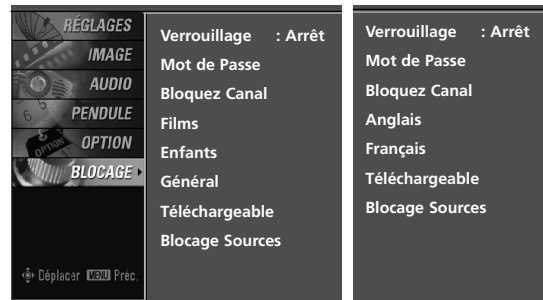 RÉGLAGES
IMAGE
AUDIO
PENDULE
OPTION
BLOCAGE
Déplacer MENU Préc.
Verrouillage : Arrêt
Mot de Passe
Bloquez Canal
Films
Enfants
Général
Téléchargeable
Blocage Sources
Verrouillage : Arrêt
Mot de Passe
Bloquez Canal
Anglais
Français
Téléchargeable
Blocage Sources